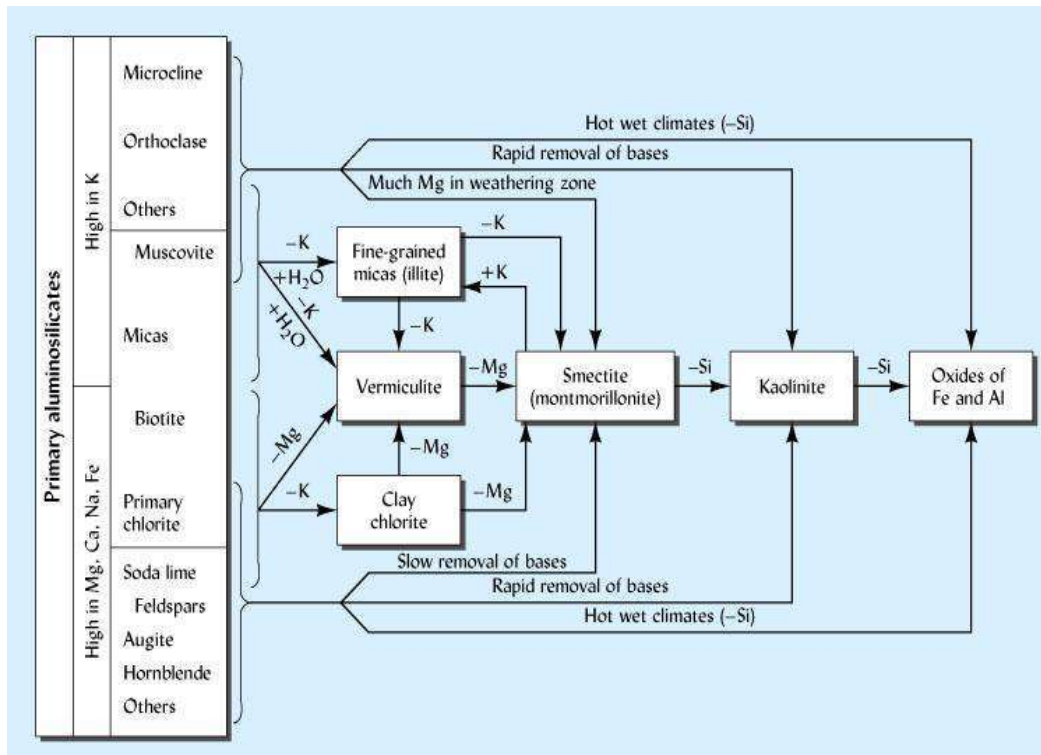 Primary aluminosilicates
High in K
High in Mg, Ca, Na, Fe
Microcline
Orthoclase
Others
Muscovite
Micas
Biotite
Primary
chlorite
Soda lime
Feldspars
Augite
Hornblende
Others
Hot wet climates (–Si)
Rapid removal of bases
Much Mg in weathering zone
–K
+H₂O
–K
+H₂O
Fine-grained
micas (illite)
–K
+K
–K
Vermiculite
–Mg
Smectite
(montmorillonite)
–Si
Kaolinite
–Si
Oxides of
Fe and Al
–Mg
–Mg
–K
Clay
chlorite
–Mg
Slow removal of bases
Rapid removal of bases
Hot wet climates (–Si)